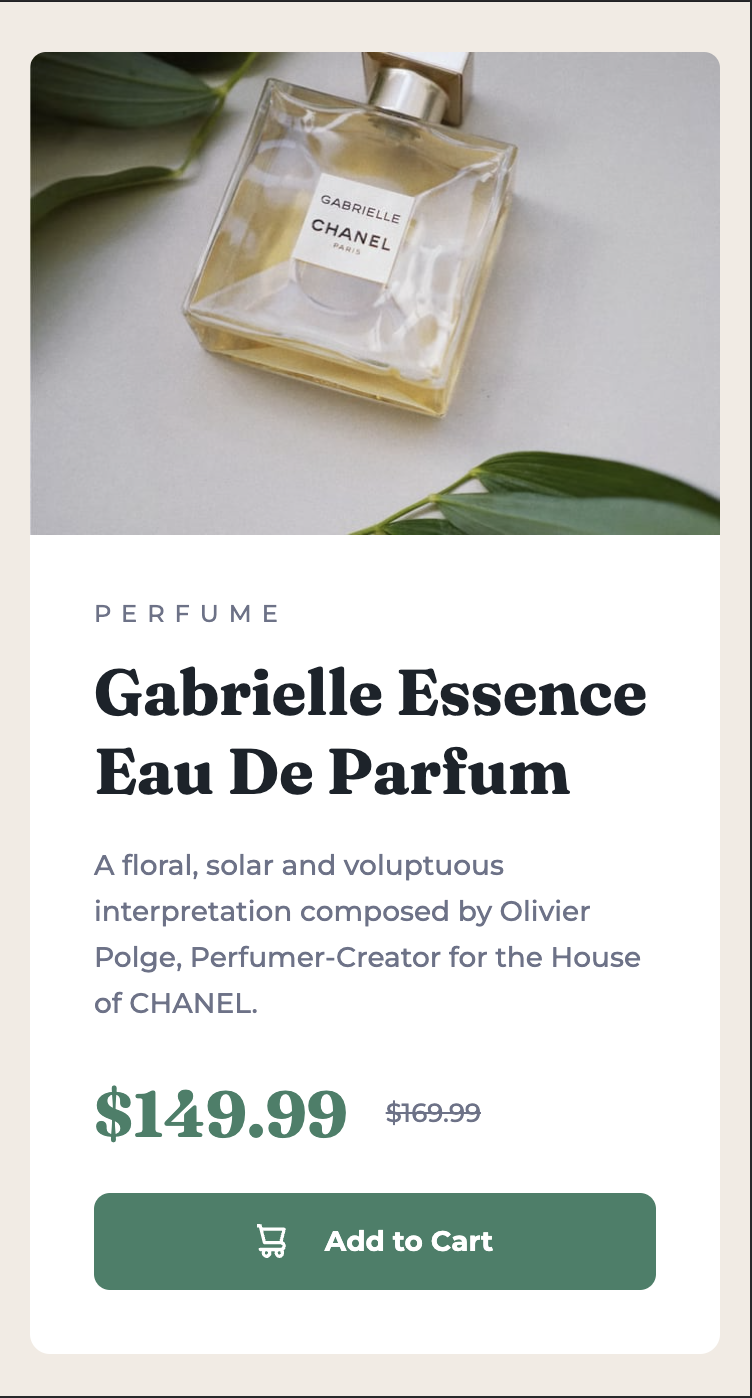 GABRIELLE
CHANEL
PARIS
PERFUME
Gabrielle Essence
Eau De Parfum
A floral, solar and voluptuous
interpretation composed by Olivier
Polge, Perfumer-Creator for the House
of CHANEL.
$149.99 $169.99
Add to Cart